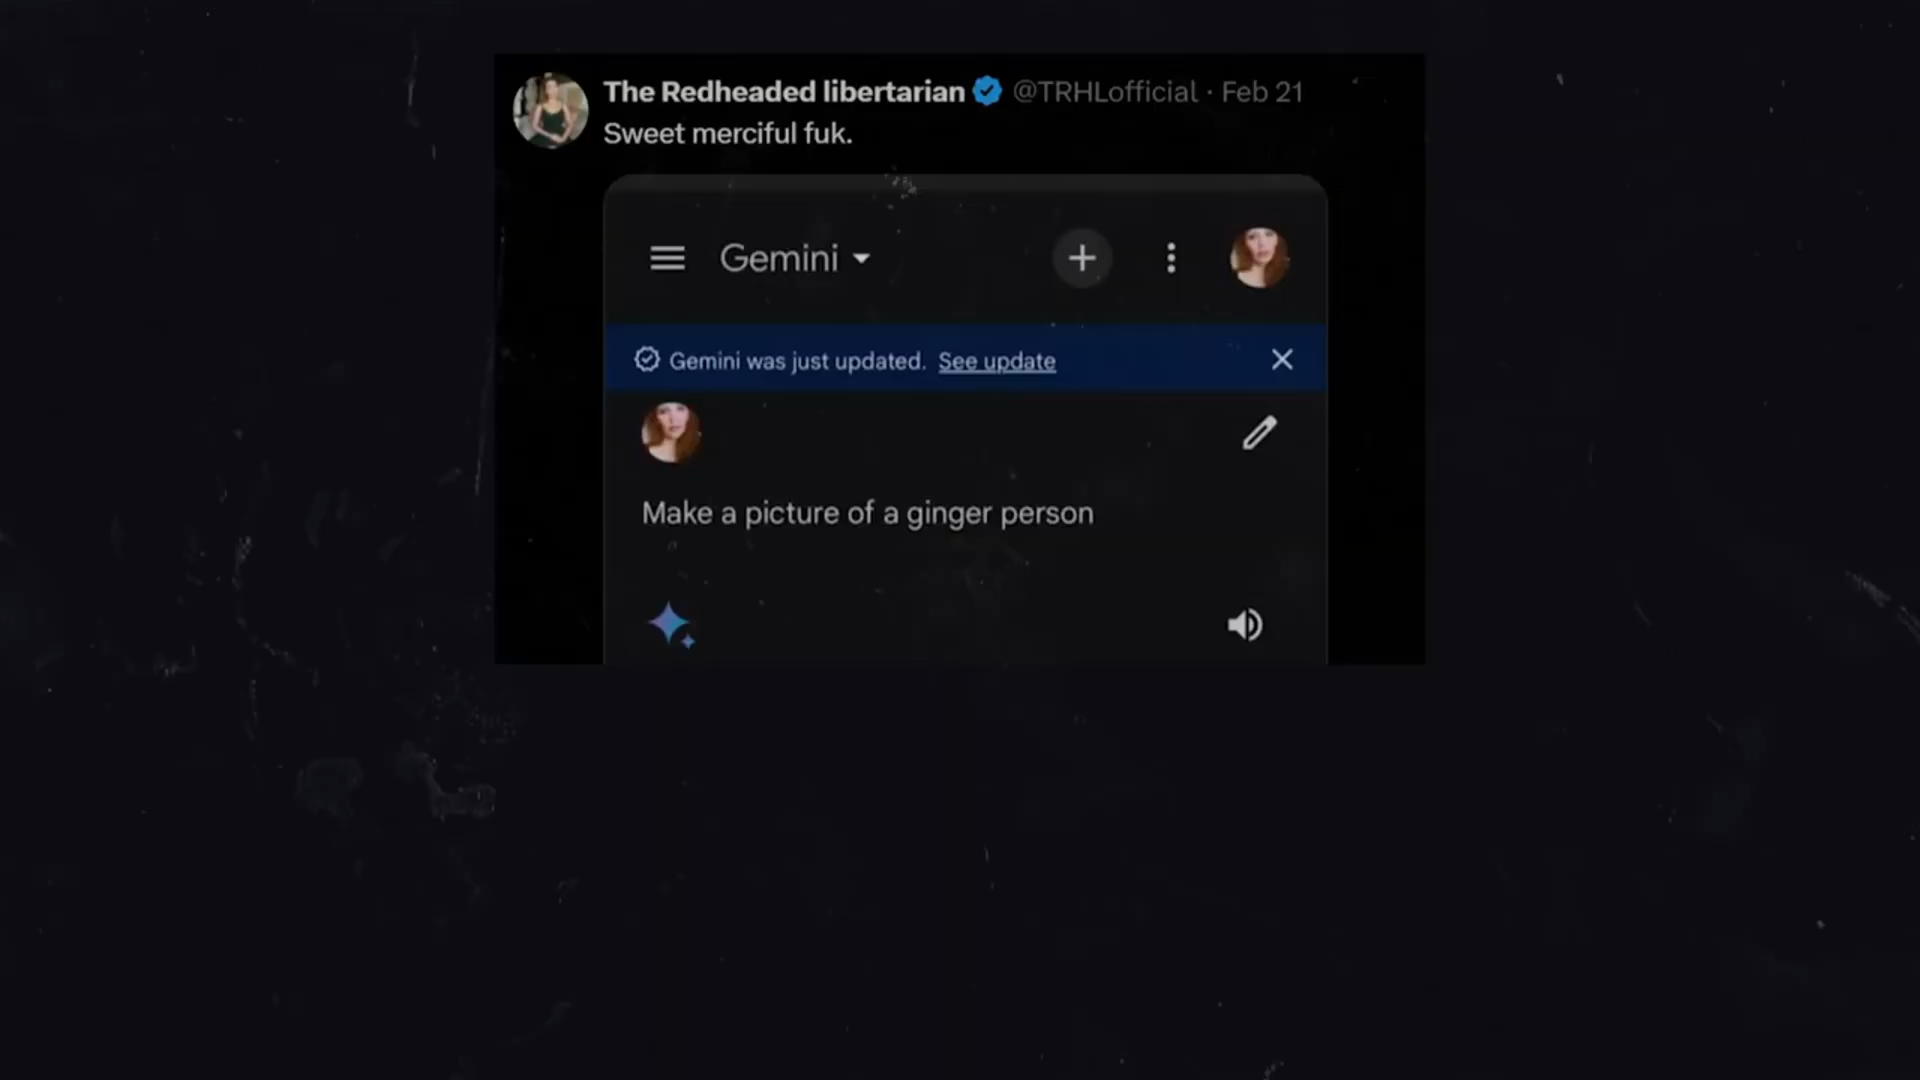 The Redheaded libertarian @TRHLofficial · Feb 21
Sweet merciful fuk.
Gemini
Gemini was just updated. See update
Make a picture of a ginger person